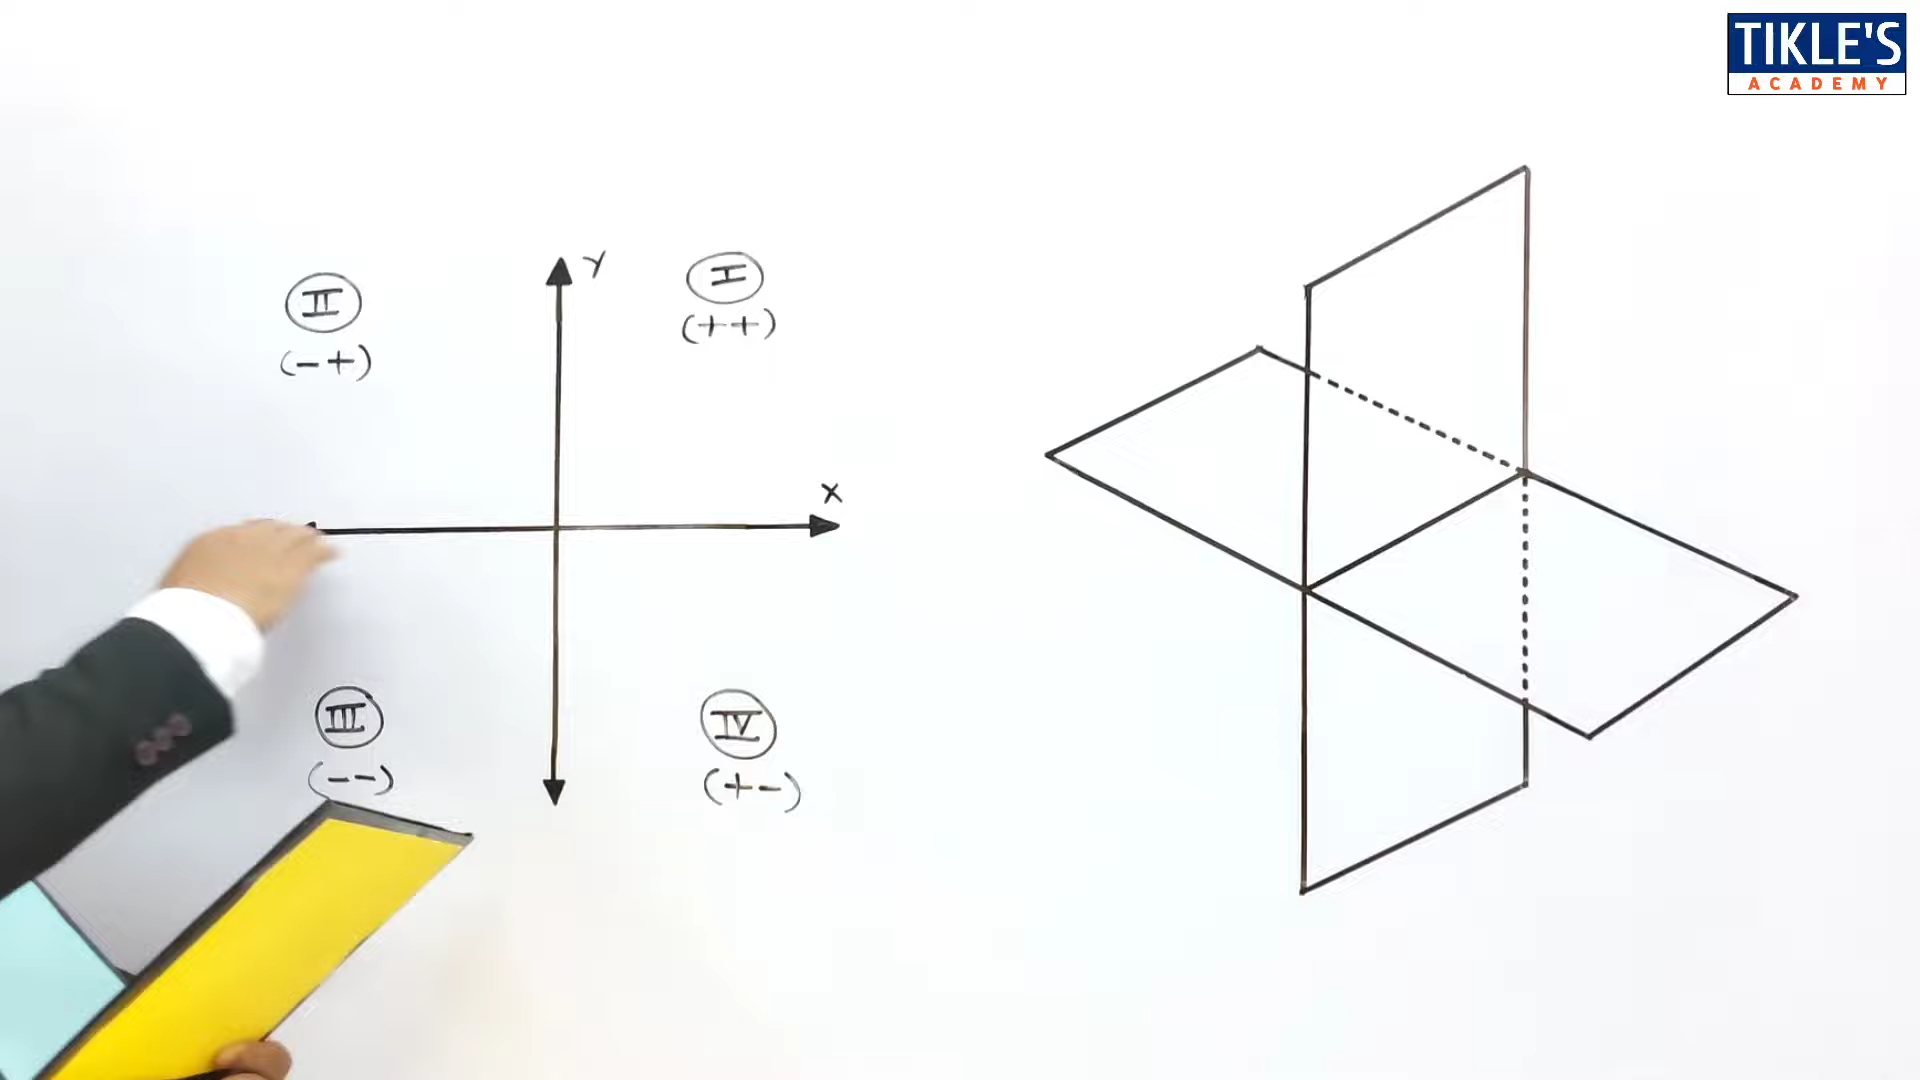 TIKLE'S
ACADEMY
Y
II
(-+)
I
(++)
X
III
(--)
IV
(+-)